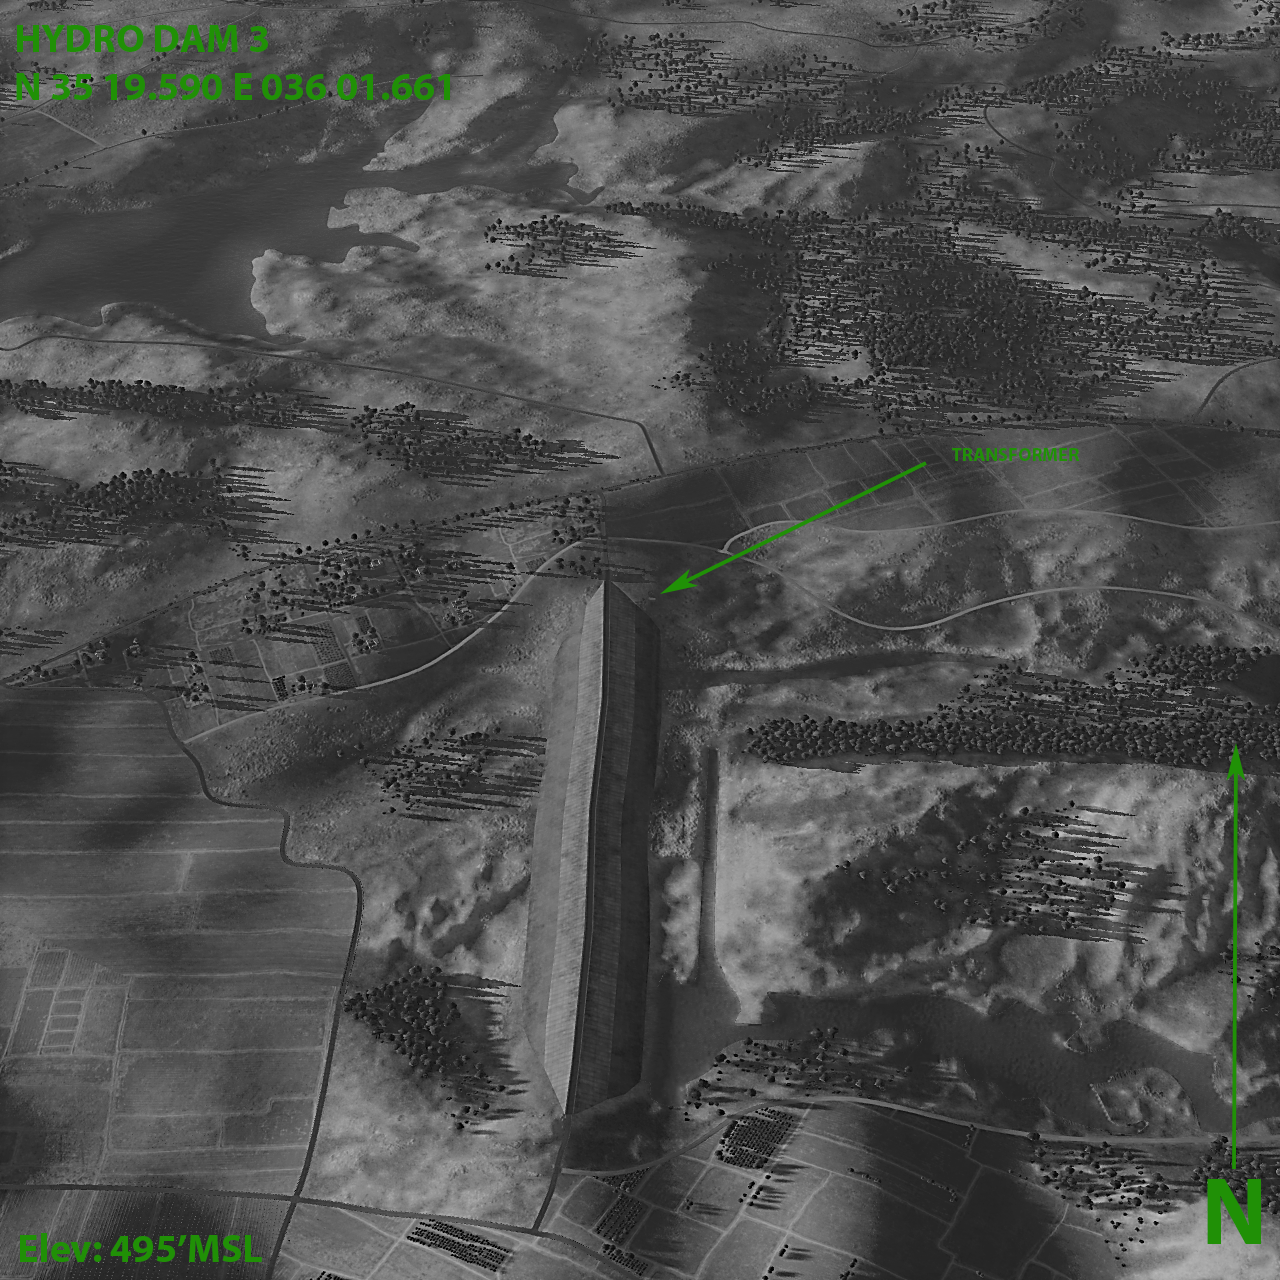 HYDRO DAM 3
N 35 19.590 E 036 01.661
TRANSFORMER
N
Elev: 495’MSL